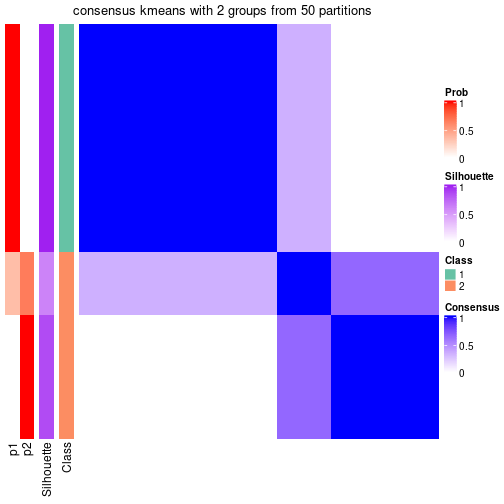 consensus kmeans with 2 groups from 50 partitions
Prob
1
0.5
0
Silhouette
1
0.5
0
Class
1
2
Consensus
1
0.5
0
p1
p2
Silhouette
Class